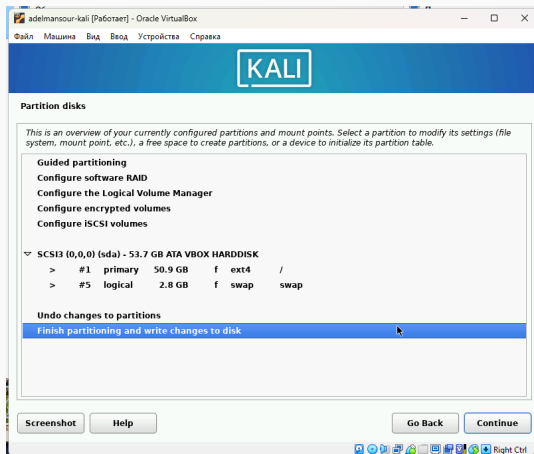 adelmansour-kali [Работает] - Oracle VirtualBox
Файл Машина Вид Ввод Устройства Справка
KALI
Partition disks
This is an overview of your currently configured partitions and mount points. Select a partition to modify its settings (file
system, mount point, etc.), a free space to create partitions, or a device to initialize its partition table.
Guided partitioning
Configure software RAID
Configure the Logical Volume Manager
Configure encrypted volumes
Configure iSCSI volumes
SCSI3 (0,0,0) (sda) - 53.7 GB ATA VBOX HARDDISK
> #1 primary 50.9 GB f ext4 /
> #5 logical 2.8 GB f swap swap
Undo changes to partitions
Finish partitioning and write changes to disk
Screenshot Help Go Back Continue
Right Ctrl